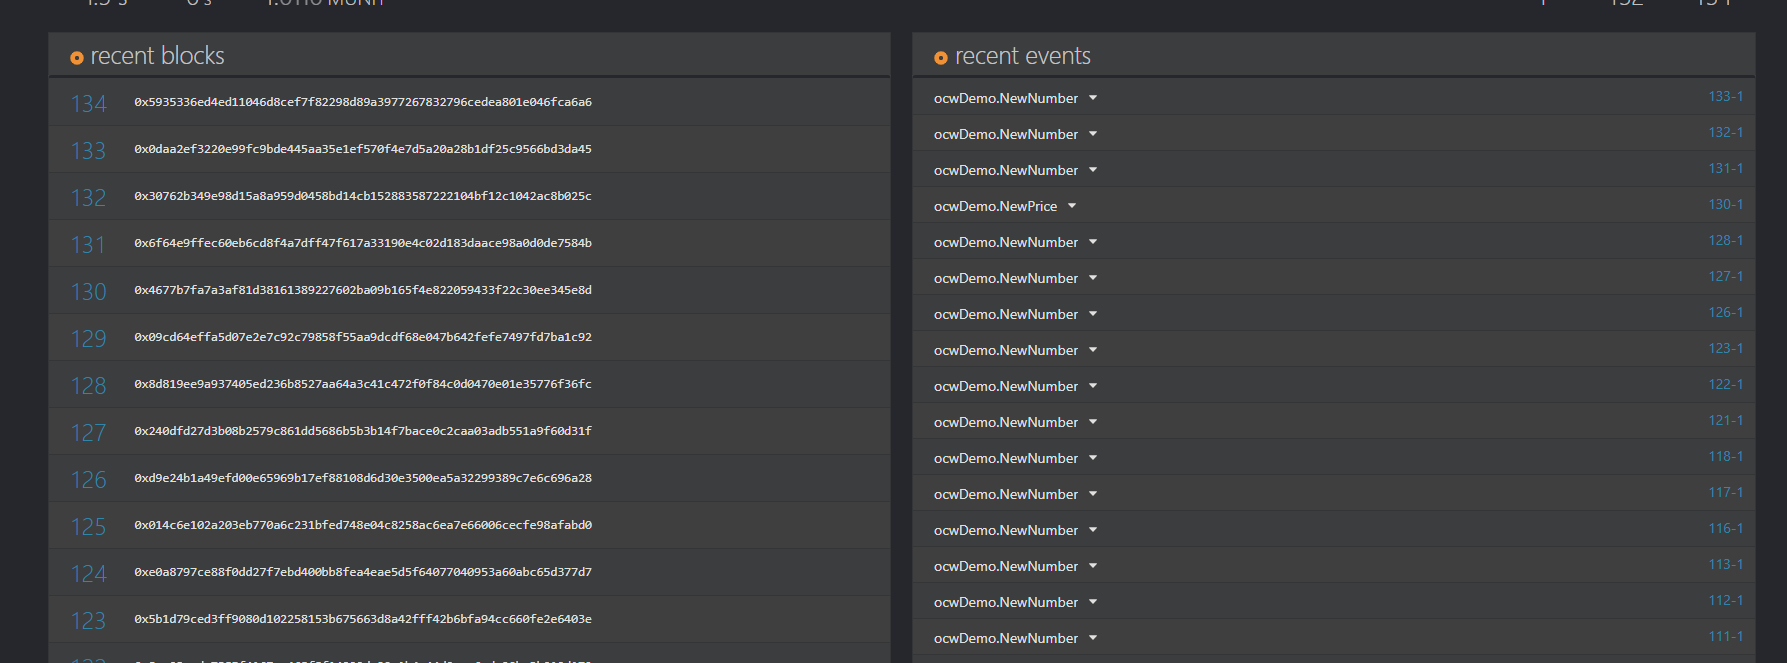 recent blocks
134 0x5935336ed4ed11046d8cef7f82298d89a3977267832796cedea801e046fca6a6
133 0x0daa2ef3220e99fc9bde445aa35e1ef570f4e7d5a20a28b1df25c9566bd3da45
132 0x30762b349e98d15a8a959d0458bd14cb152883587222104bf12c1042ac8b025c
131 0x6f64e9ffec60eb6cd8f4a7dff47f617a33190e4c02d183daace98a0d0de7584b
130 0x4677b7fa7a3af81d38161389227602ba09b165f4e822059433f22c30ee345e8d
129 0x09cd64effa5d07e2e7c92c79858f55aa9dcdf68e047b642fefe7497fd7ba1c92
128 0x8d819ee9a937405ed236b8527aa64a3c41c472f0f84c0d0470e01e35776f36fc
127 0x240dfd27d3b08b2579c861dd5686b5b3b14f7bace0c2caa03adb551a9f60d31f
126 0xd9e24b1a49efd00e65969b17ef88108d6d30e3500ea5a32299389c7e6c696a28
125 0x014c6e102a203eb770a6c231bfed748e04c8258ac6ea7e66006cecfe98afabd0
124 0xe0a8797ce88f0dd27f7ebd400bb8fea4eae5d5f64077040953a60abc65d377d7
123 0x5b1d79ced3ff9080d102258153b675663d8a42fff42b6bfa94cc660fe2e6403e
recent events
ocwDemo.NewNumber 133-1
ocwDemo.NewNumber 132-1
ocwDemo.NewNumber 131-1
ocwDemo.NewPrice 130-1
ocwDemo.NewNumber 128-1
ocwDemo.NewNumber 127-1
ocwDemo.NewNumber 126-1
ocwDemo.NewNumber 123-1
ocwDemo.NewNumber 122-1
ocwDemo.NewNumber 121-1
ocwDemo.NewNumber 118-1
ocwDemo.NewNumber 117-1
ocwDemo.NewNumber 116-1
ocwDemo.NewNumber 113-1
ocwDemo.NewNumber 112-1
ocwDemo.NewNumber 111-1